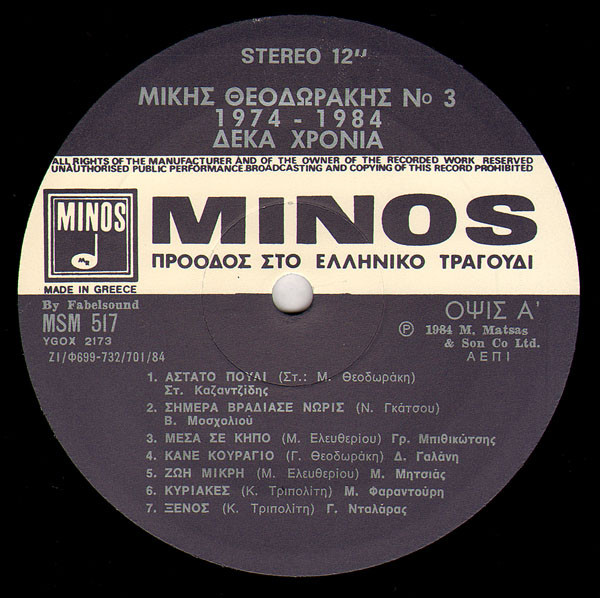 STEREO 12"
ΜΙΚΗΣ ΘΕΟΔΩΡΑΚΗΣ Νο 3
1974 - 1984
ΔΕΚΑ ΧΡΟΝΙΑ
ALL RIGHTS OF THE MANUFACTURER AND OF THE OWNER OF THE RECORDED WORK RESERVED
UNAUTHORISED PUBLIC PERFORMANCE.BROADCASTING AND COPYING OF THIS RECORD PROHIBITED
MINOS
MINOS
ΠΡΟΟΔΟΣ ΣΤΟ ΕΛΛΗΝΙΚΟ ΤΡΑΓΟΥΔΙ
MADE IN GREECE
By Fabelsound
MSM 517
YGOX 2173
ΖΙ/Φ699-732/701/84
ΟΨΙΣ Α'
Ⓟ 1984 M. Matsas
& Son Co Ltd.
ΑΕΠΙ
1. ΑΣΤΑΤΟ ΠΟΥΛΙ (Στ.: Μ. Θεοδωράκη)
Στ. Καζαντζίδης
2. ΣΗΜΕΡΑ ΒΡΑΔΙΑΣΕ ΝΩΡΙΣ (Ν. Γκάτσου)
Β. Μοσχολιού
3. ΜΕΣΑ ΣΕ ΚΗΠΟ (Μ. Ελευθερίου) Γρ. Μπιθικώτσης
4. ΚΑΝΕ ΚΟΥΡΑΓΙΟ (Γ. Θεοδωράκη) Δ. Γαλάνη
5. ΖΩΗ ΜΙΚΡΗ (Μ. Ελευθερίου) Μ. Μητσιάς
6. ΚΥΡΙΑΚΕΣ (Κ. Τριπολίτη) Μ. Φαραντούρη
7. ΞΕΝΟΣ (Κ. Τριπολίτη) Γ. Νταλάρας